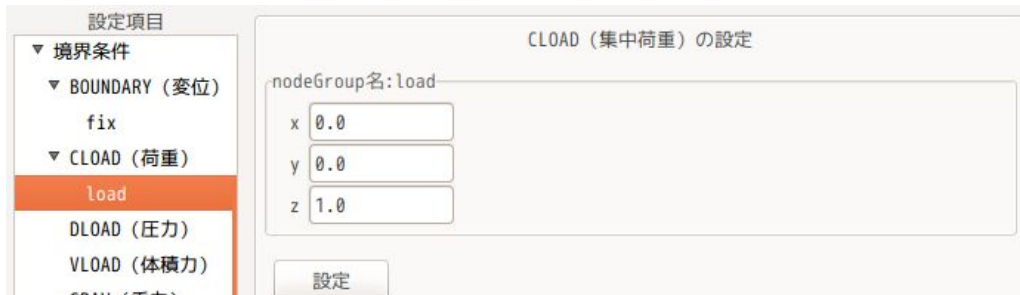 設定項目
▼ 境界条件
▼ BOUNDARY (変位)
fix
▼ CLOAD (荷重)
load
DLOAD (圧力)
VLOAD (体積力)
CLOAD (集中荷重) の設定
nodeGroup名:load
x 0.0
y 0.0
z 1.0
設定